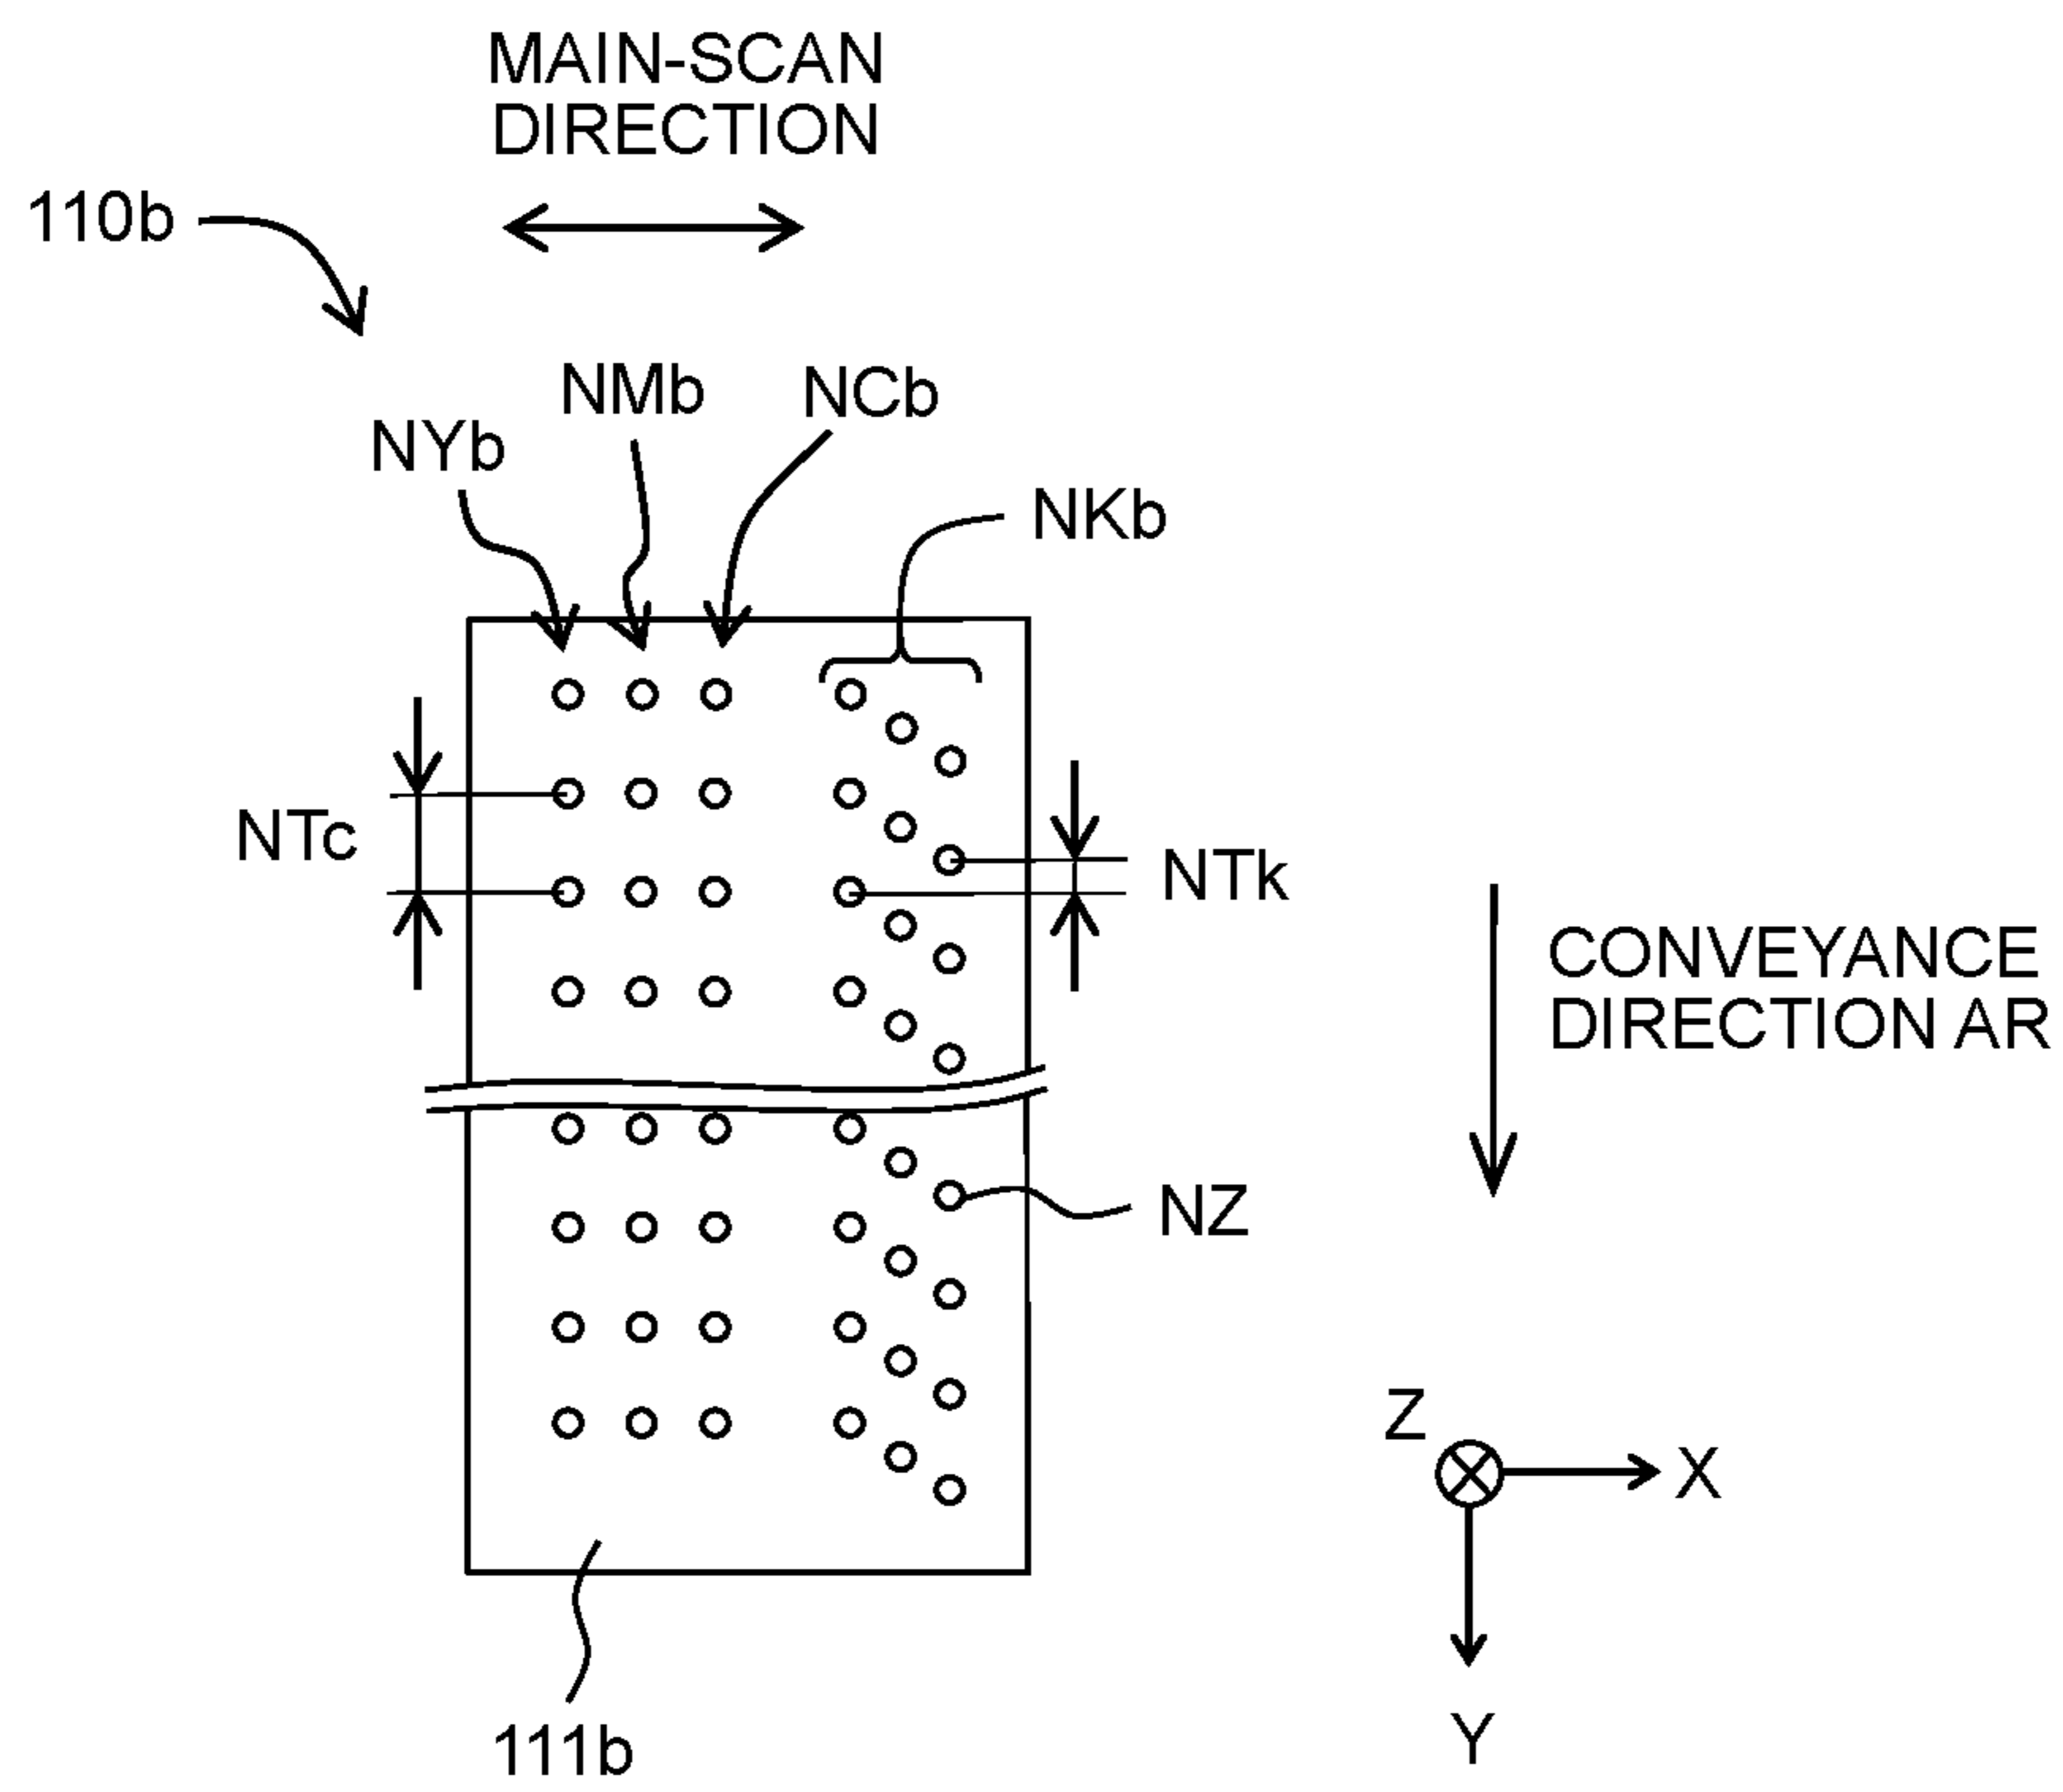 MAIN-SCAN
DIRECTION
110b
NMb
NCb
NYb
NKb
NTc
NTk
CONVEYANCE
DIRECTION AR
NZ
Z
X
Y
111b